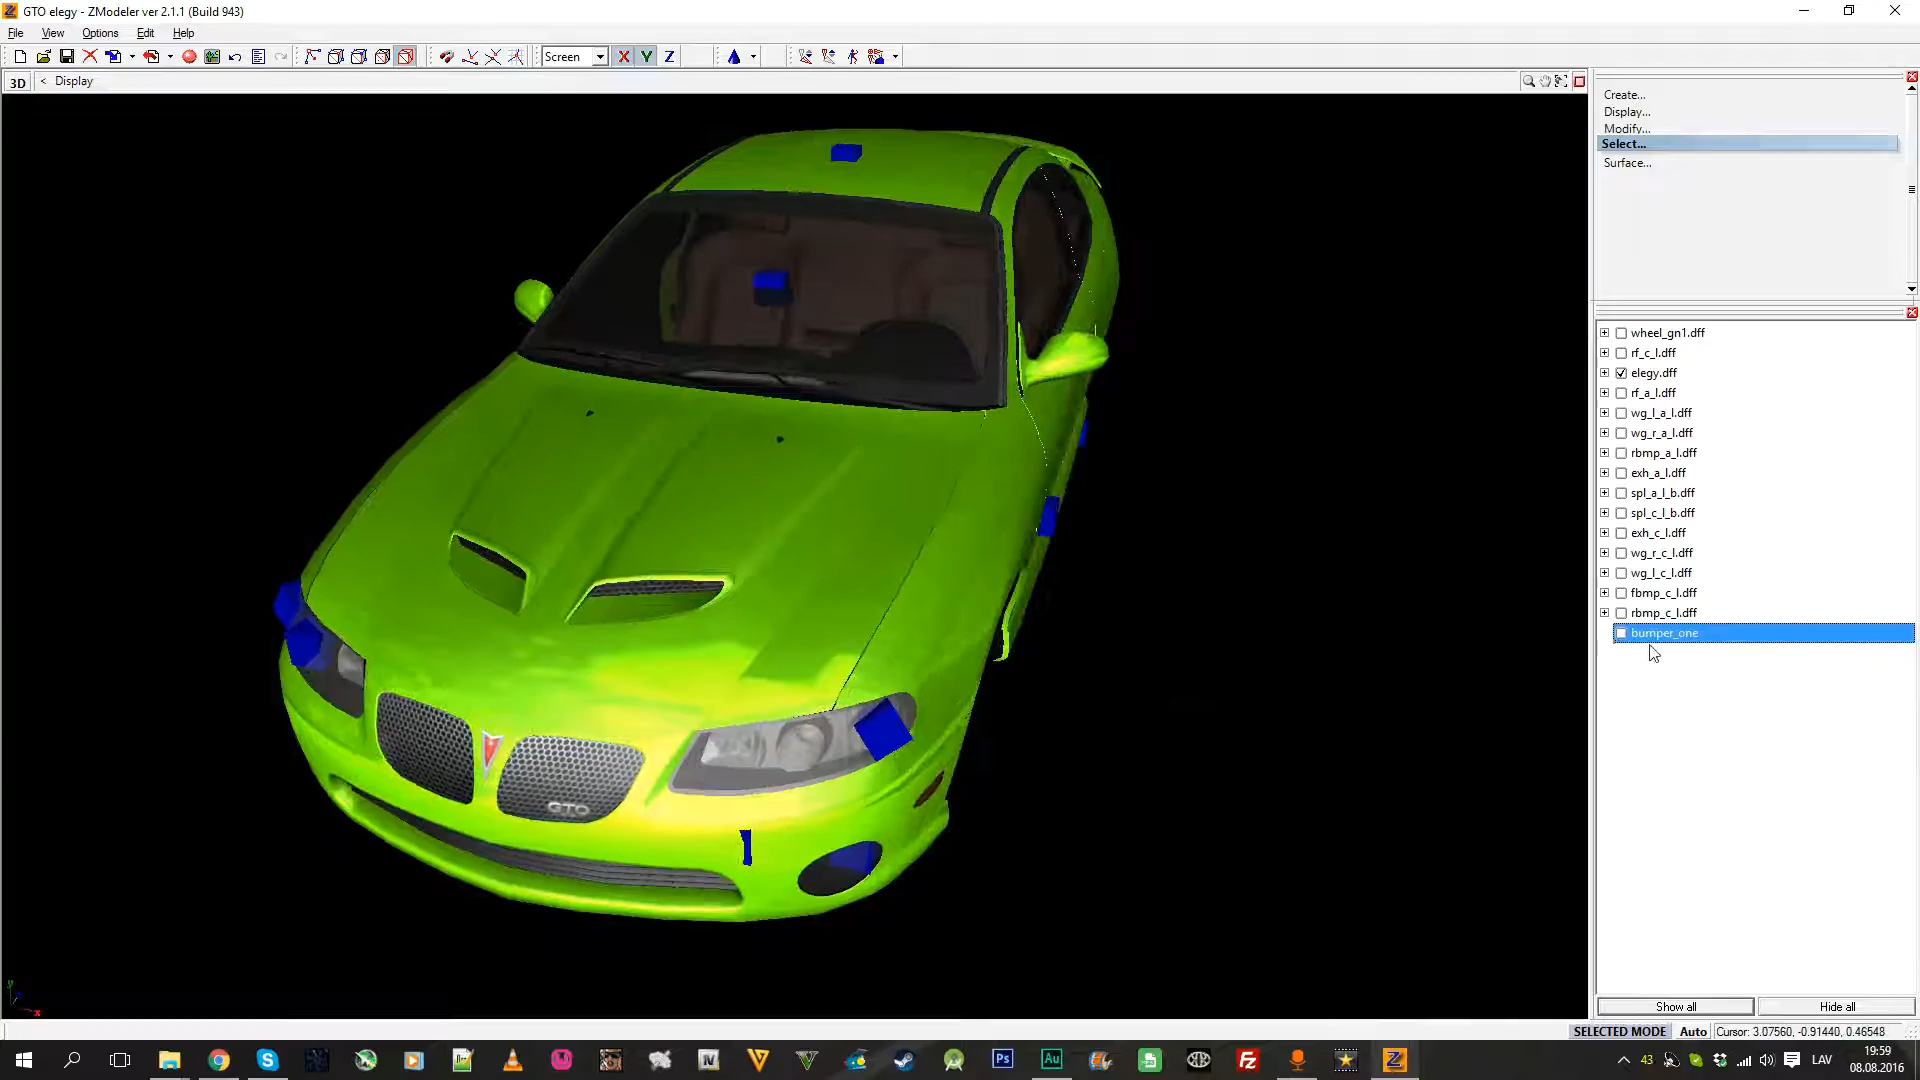 GTO elegy - ZModeler ver 2.1.1 (Build 943)
File View Options Edit Help
Screen X Y Z
3D < Display
Create...
Display...
Modify...
Select...
Surface...
wheel_gn1.dff
rf_c_l.dff
elegy.dff
rf_a_l.dff
wg_l_a_l.dff
wg_r_a_l.dff
rbmp_a_l.dff
exh_a_l.dff
spl_a_l_b.dff
spl_c_l_b.dff
exh_c_l.dff
wg_r_c_l.dff
wg_l_c_l.dff
fbmp_c_l.dff
rbmp_c_l.dff
bumper_one
GTO
y
x
Show all Hide all
SELECTED MODE Auto Cursor: 3.07560, -0.91440, 0.46548
Ps Au Fz 43 LAV 19:59
08.08.2016